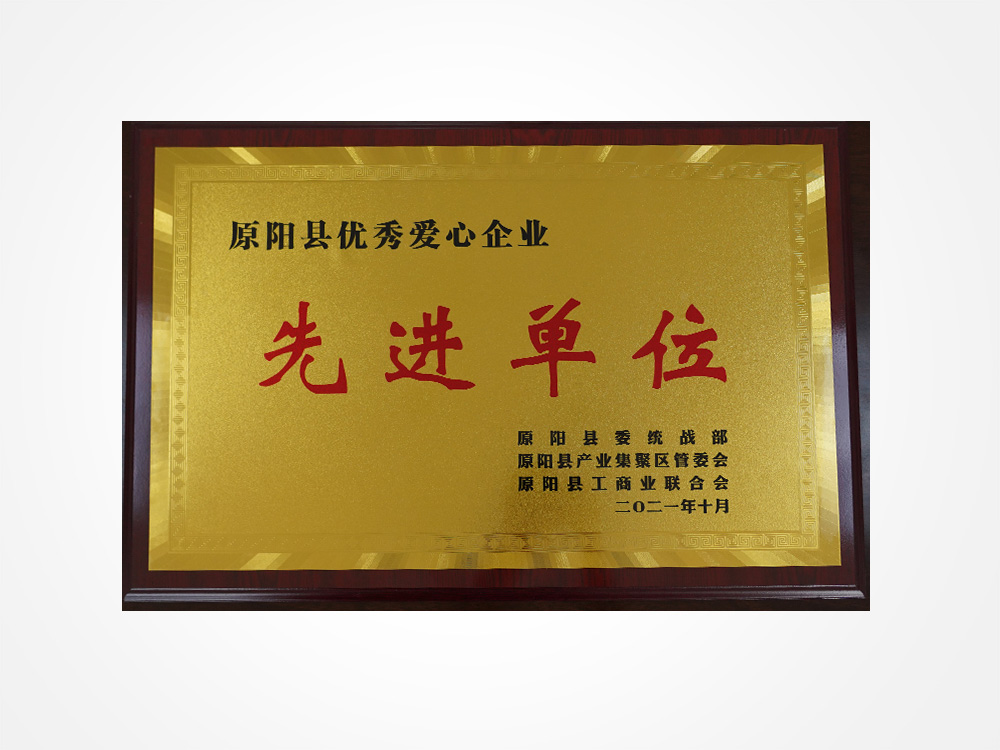 原阳县优秀爱心企业
先进单位
原阳县委统战部
原阳县产业集聚区管委会
原阳县工商业联合会
二〇二一年十月